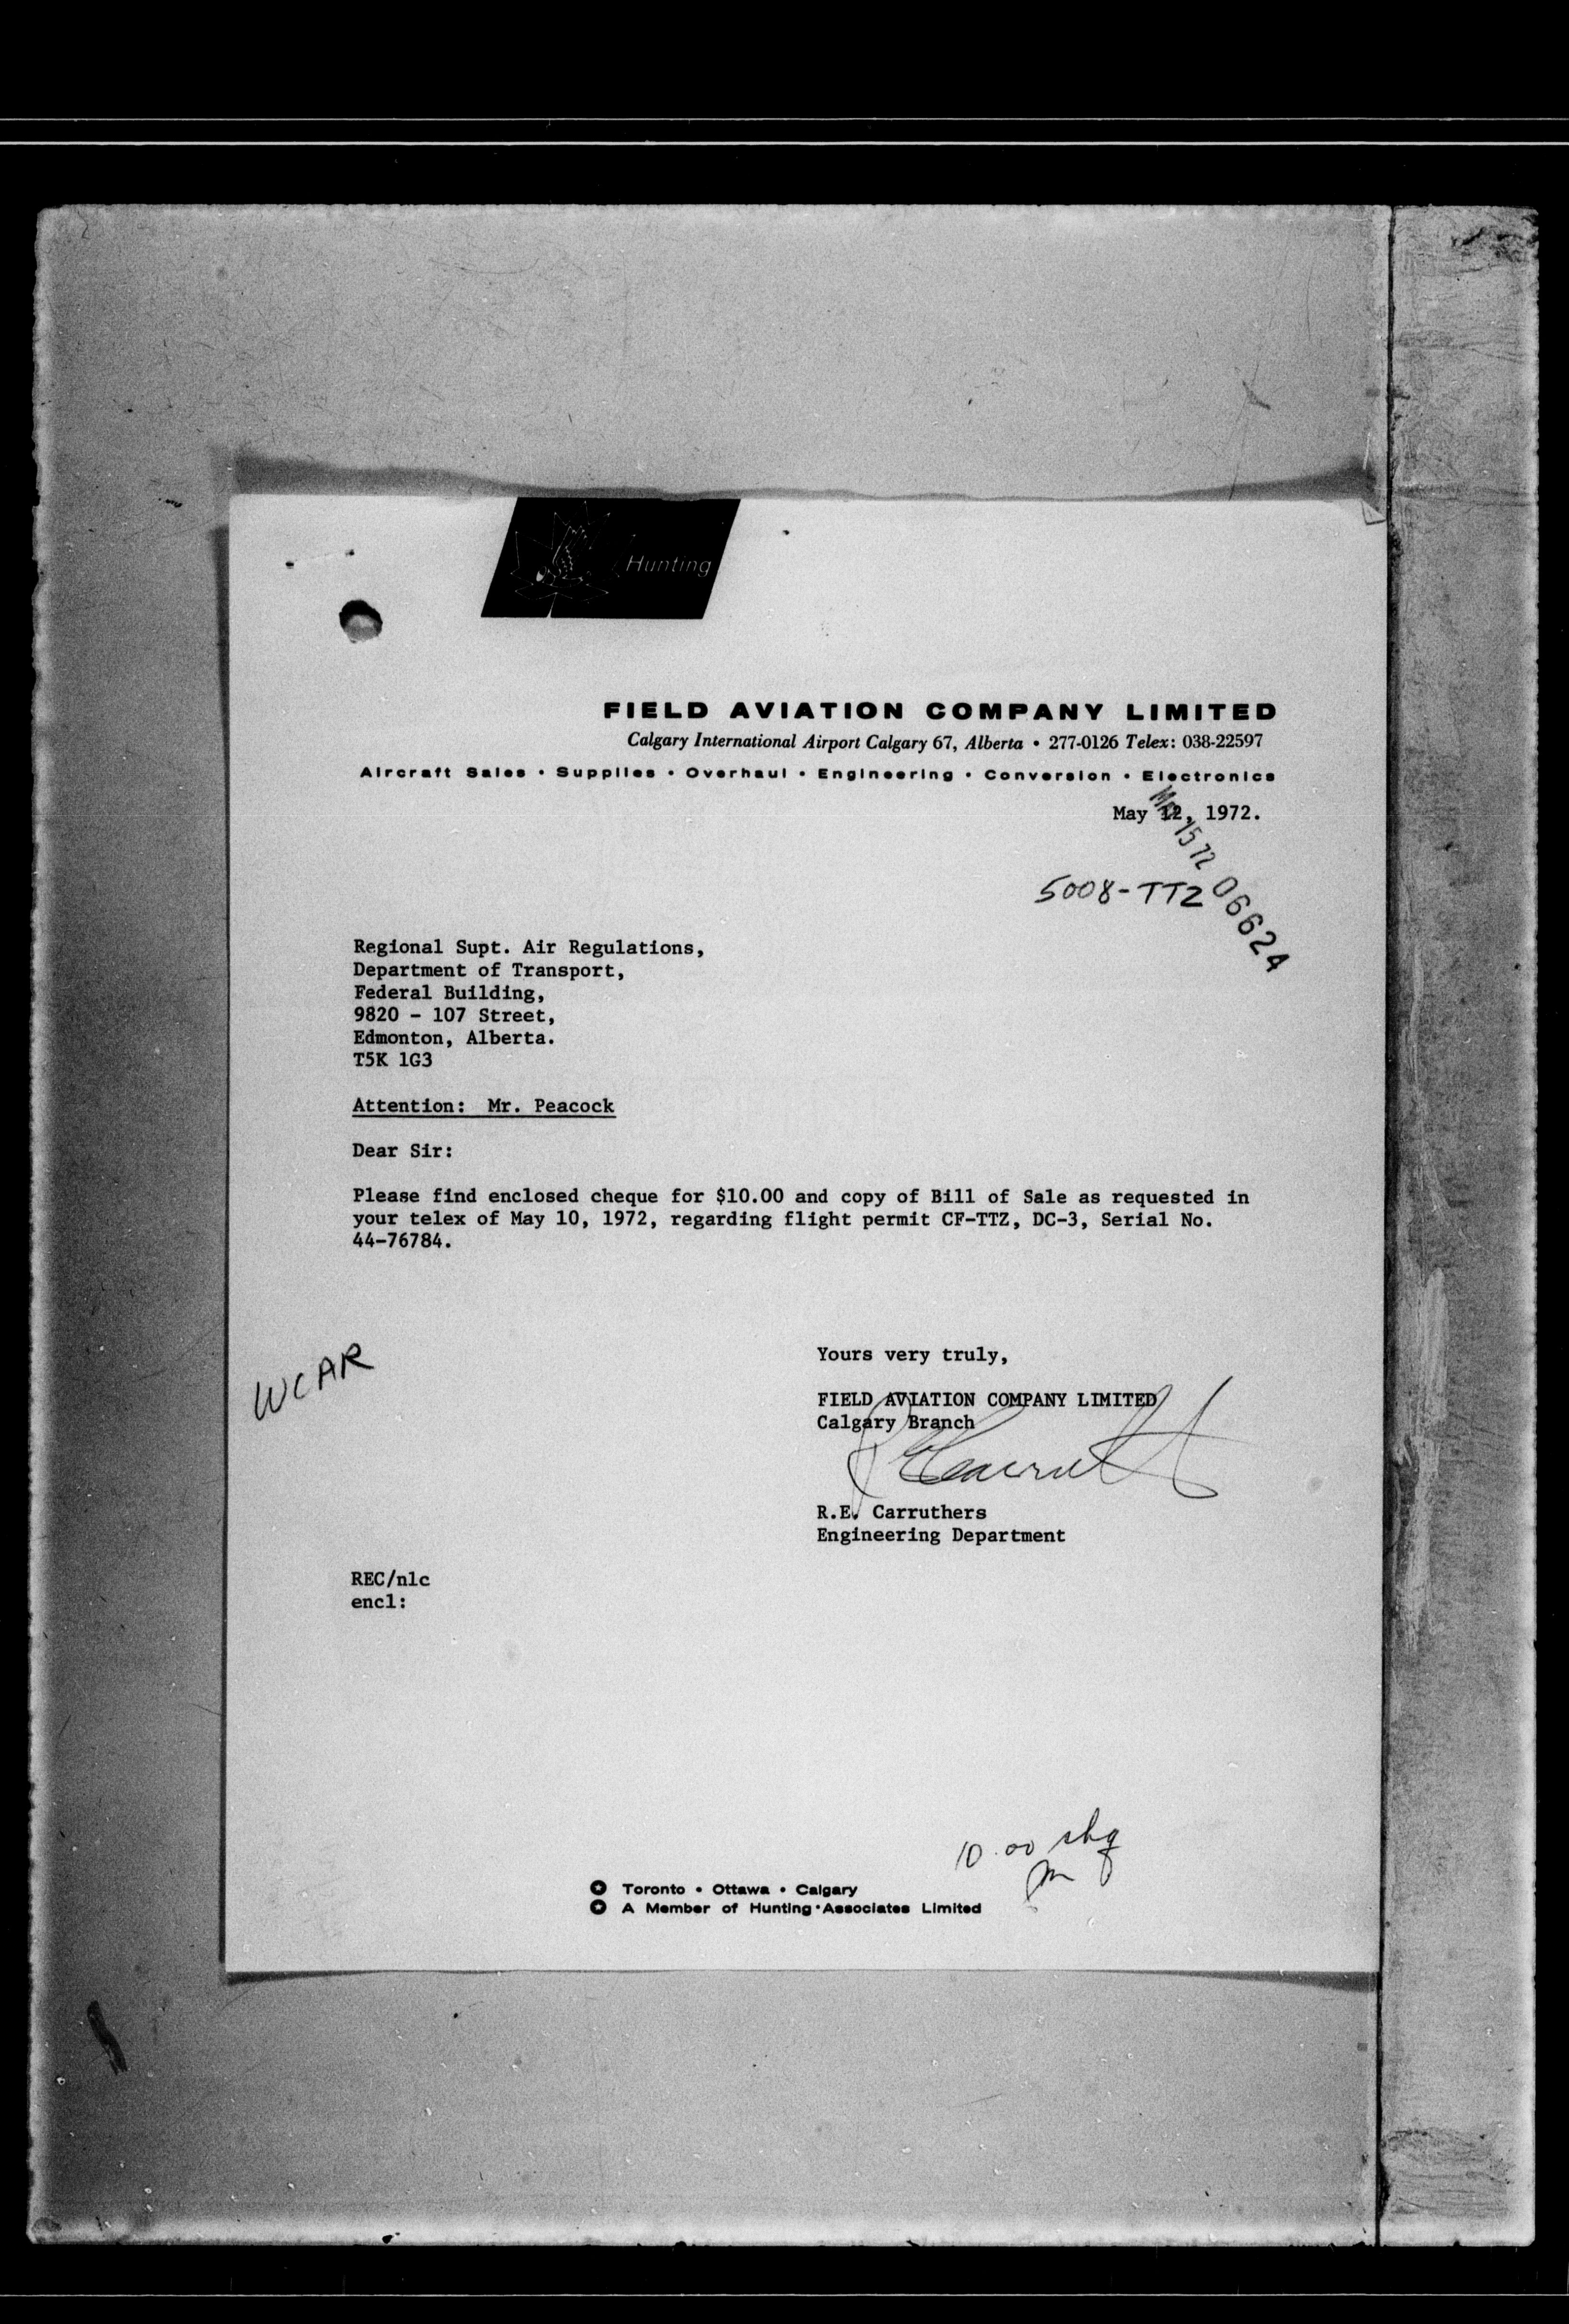 Hunting
FIELD AVIATION COMPANY LIMITED
Calgary International Airport Calgary 67, Alberta • 277-0126 Telex: 038-22597
Aircraft Sales • Supplies • Overhaul • Engineering • Conversion • Electronics
May 12, 1972.
15 72
5008-TTZ
06624
Regional Supt. Air Regulations,
Department of Transport,
Federal Building,
9820 - 107 Street,
Edmonton, Alberta.
T5K 1G3
Attention: Mr. Peacock
Dear Sir:
Please find enclosed cheque for $10.00 and copy of Bill of Sale as requested in
your telex of May 10, 1972, regarding flight permit CF-TTZ, DC-3, Serial No.
44-76784.
WCAR
Yours very truly,
FIELD AVIATION COMPANY LIMITED
Calgary Branch
R.E. Carruthers
Engineering Department
REC/nlc
encl:
10.00 chq
Toronto • Ottawa • Calgary
A Member of Hunting • Associates Limited